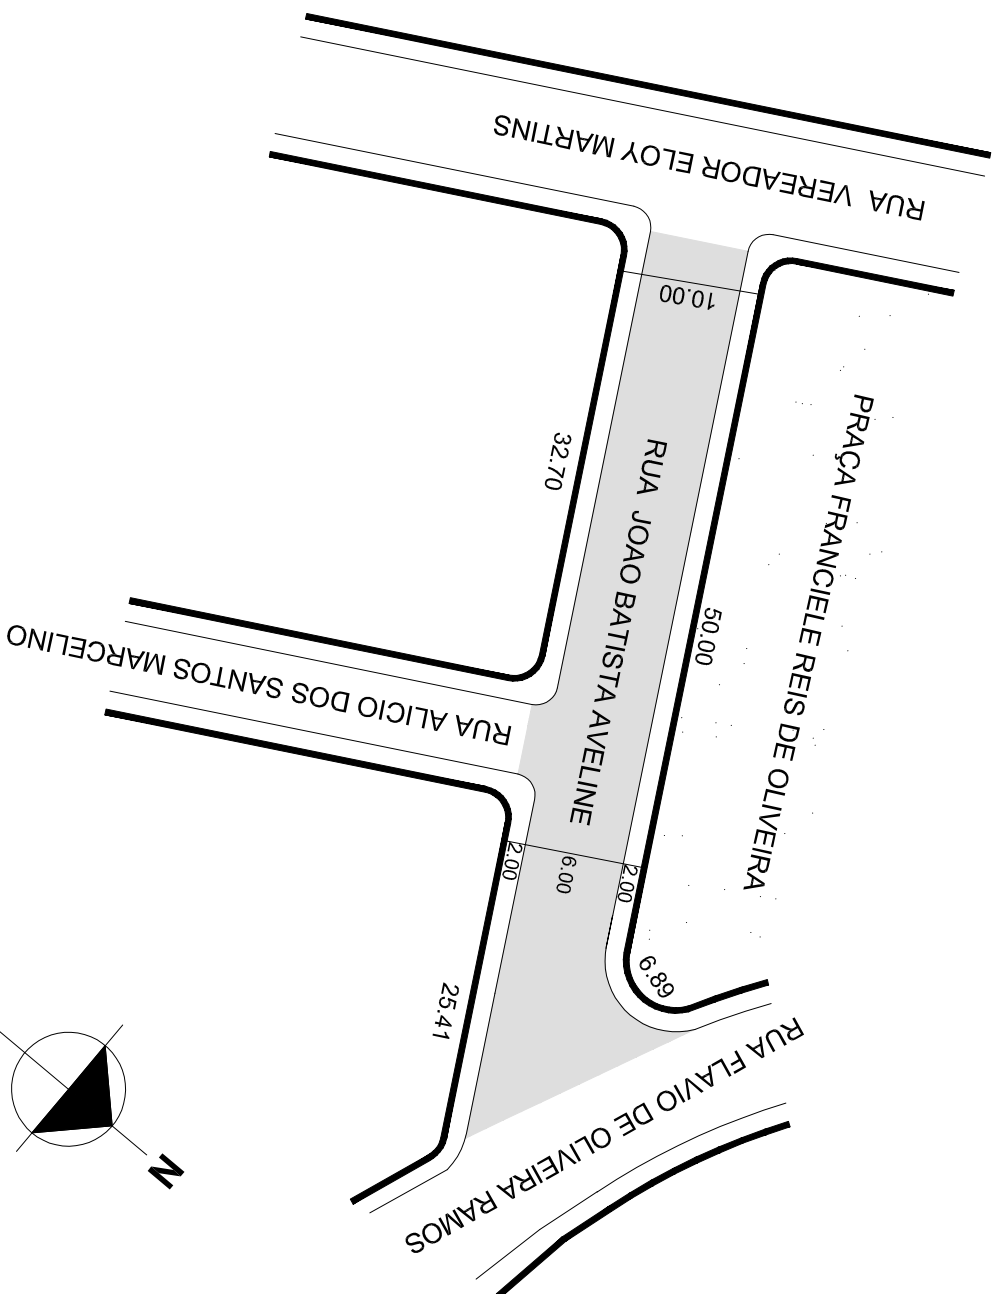 RUA  VEREADOR ELOY MARTINS
10.00
32.70
RUA  JOAO BATISTA AVELINE
PRAÇA FRANCIELE REIS DE OLIVEIRA
50.00
RUA ALICIO DOS SANTOS MARCELINO
2.00
6.00
2.00
6.89
25.41
RUA FLAVIO DE OLIVEIRA RAMOS
N